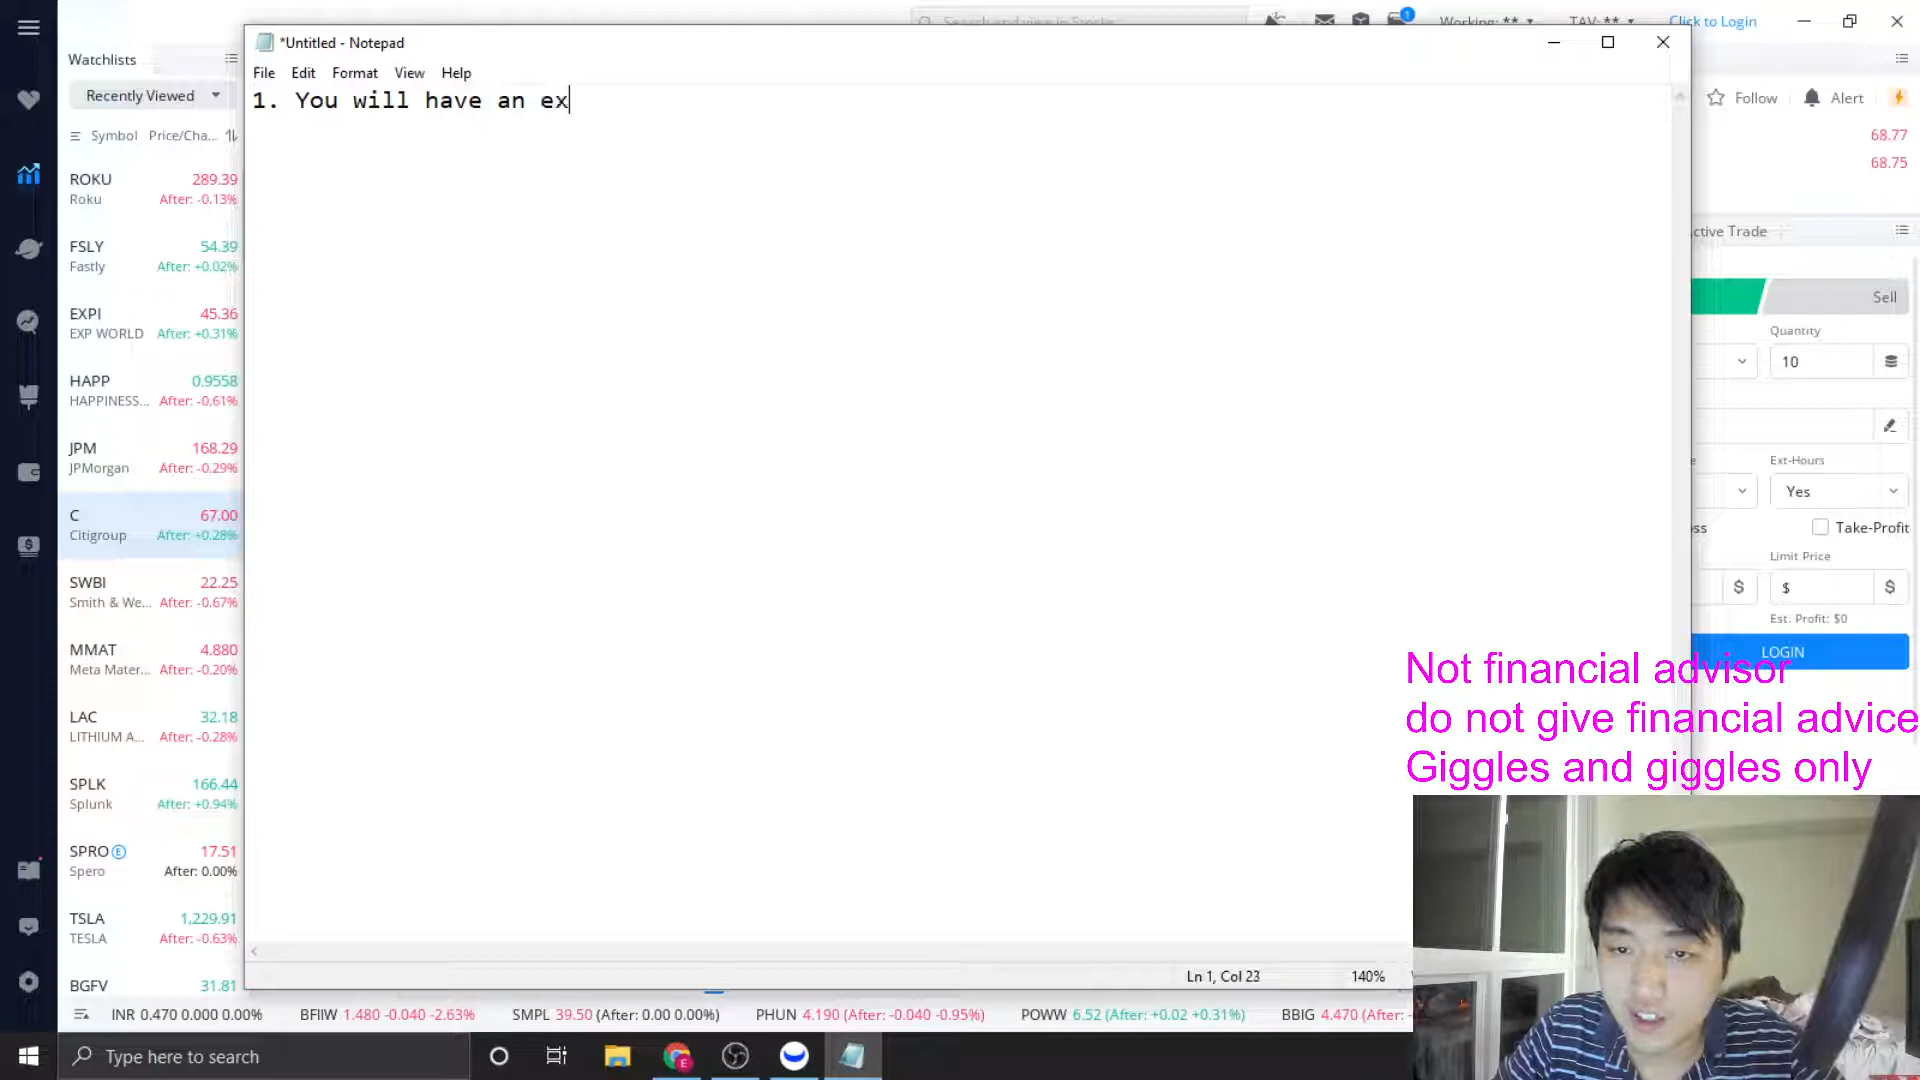 Search and view in Stocks
1
Working: **
TAV: **
Click to Login
Watchlists
Recently Viewed
Symbol Price/Cha...
ROKU 289.39
Roku After: -0.13%
FSLY 54.39
Fastly After: +0.02%
EXPI 45.36
EXP WORLD After: +0.31%
HAPP 0.9558
HAPPINESS... After: -0.61%
JPM 168.29
JPMorgan After: -0.29%
C 67.00
Citigroup After: +0.28%
SWBI 22.25
Smith & We... After: -0.67%
MMAT 4.880
Meta Mater... After: -0.20%
LAC 32.18
LITHIUM A... After: -0.28%
SPLK 166.44
Splunk After: +0.94%
SPRO E 17.51
Spero After: 0.00%
TSLA 1,229.91
TESLA After: -0.63%
BGFV 31.81
*Untitled - Notepad
File Edit Format View Help
1. You will have an ex
Ln 1, Col 23 140%
Follow Alert
68.77
68.75
ctive Trade
Sell
Quantity
10
Ext-Hours
Yes
ss Take-Profit
Limit Price
$ $ $
Est. Profit: $0
LOGIN
Not financial advisor
do not give financial advice
Giggles and giggles only
INR 0.470 0.000 0.00% BFIIW 1.480 -0.040 -2.63% SMPL 39.50 (After: 0.00 0.00%) PHUN 4.190 (After: -0.040 -0.95%) POWW 6.52 (After: +0.02 +0.31%) BBIG 4.470 (After: -
Type here to search